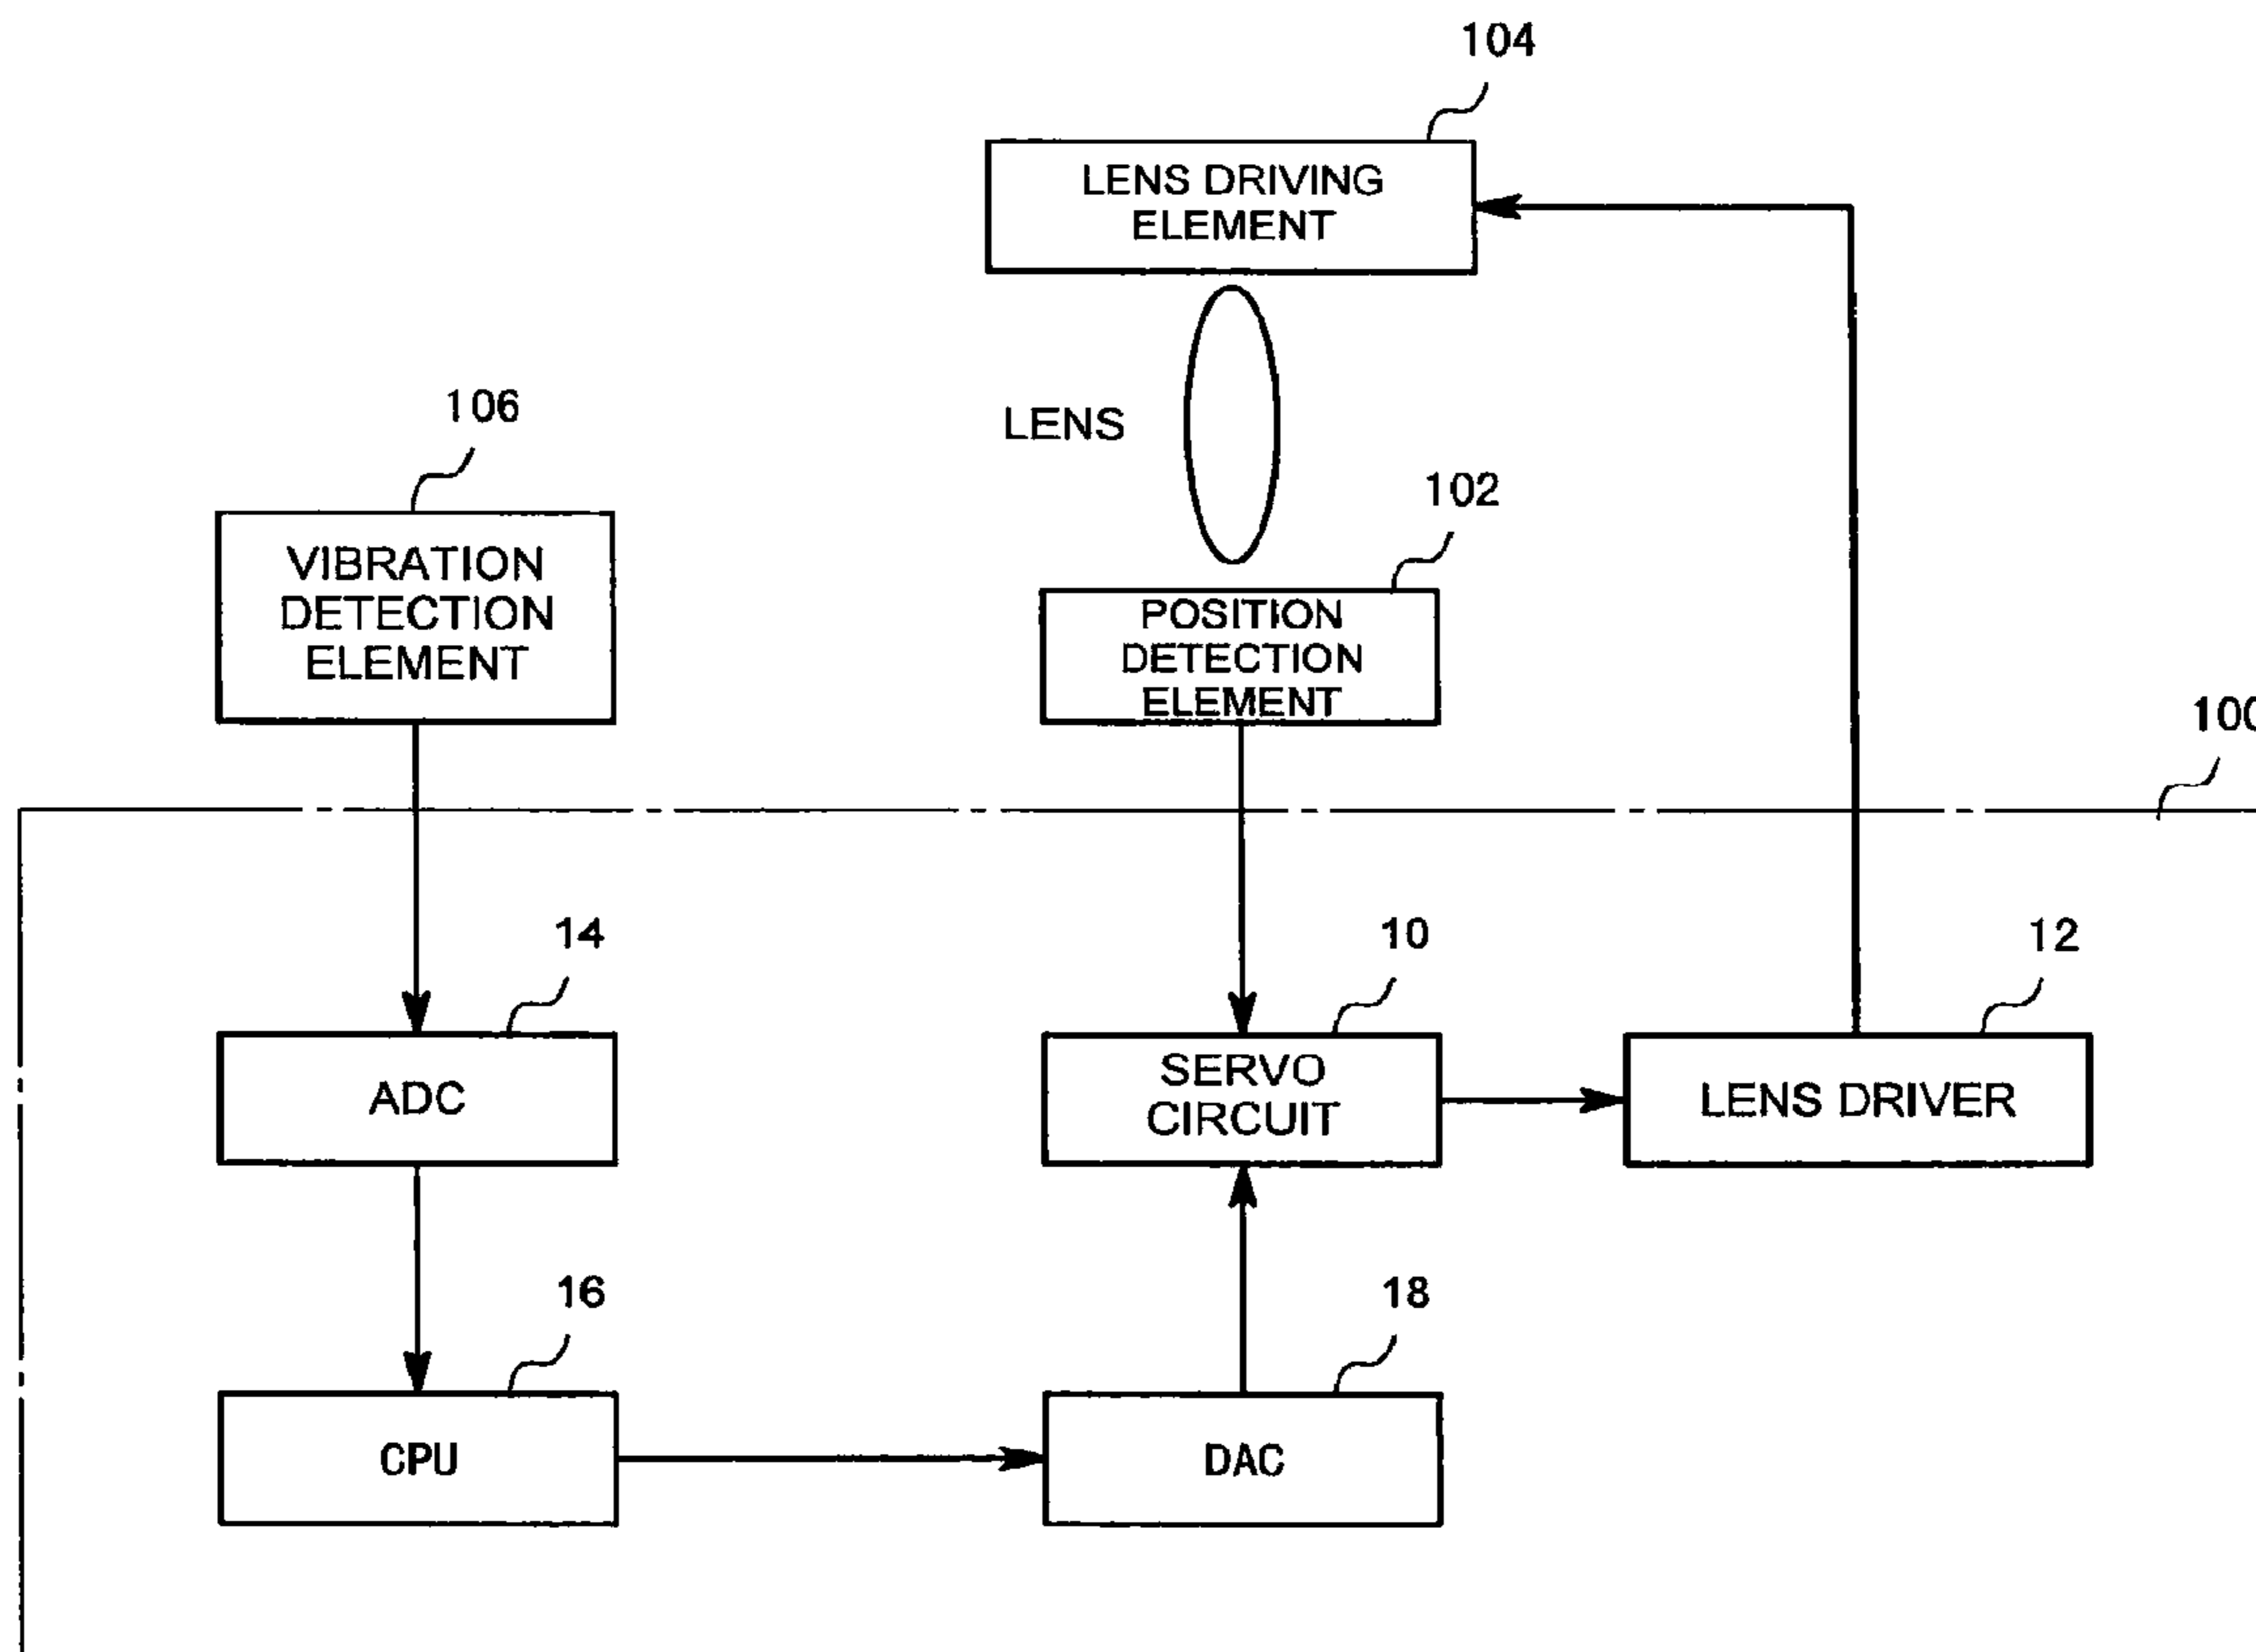 104
LENS DRIVING
ELEMENT
106
LENS
102
VIBRATION
DETECTION
ELEMENT
POSITION
DETECTION
ELEMENT
100
14
10
12
ADC
SERVO
CIRCUIT
LENS DRIVER
16
18
CPU
DAC